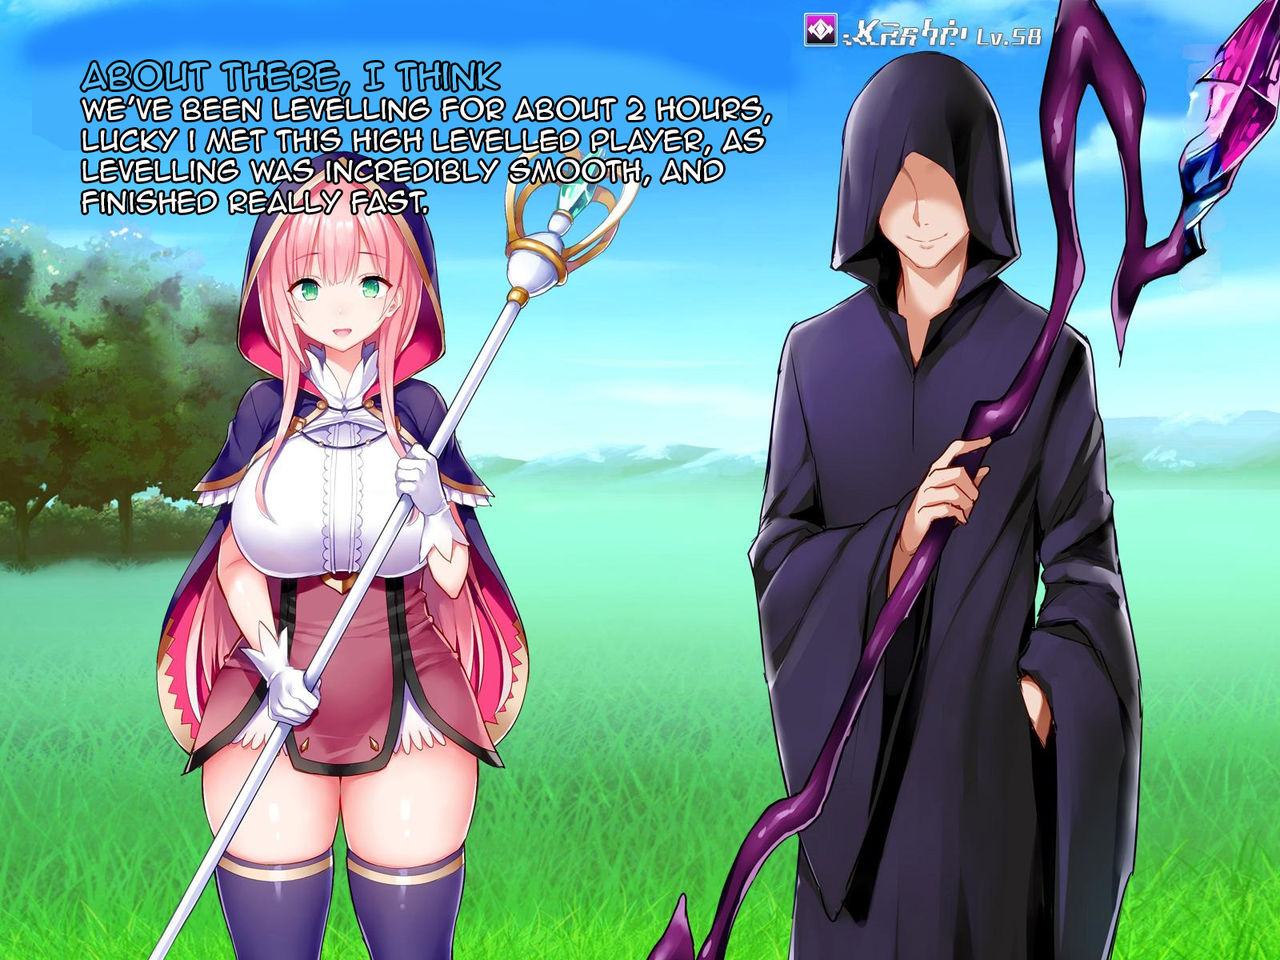 ABOUT THERE, I THINK
WE'VE BEEN LEVELLING FOR ABOUT 2 HOURS,
LUCKY I MET THIS HIGH LEVELLED PLAYER, AS
LEVELLING WAS INCREDIBLY SMOOTH, AND
FINISHED REALLY FAST.
Lv.58